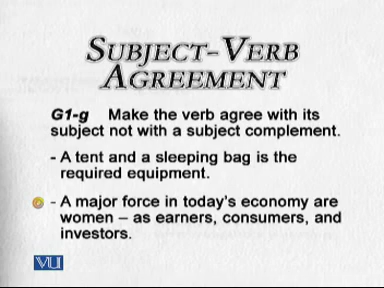 SUBJECT-VERB
AGREEMENT
G1-g Make the verb agree with its
subject not with a subject complement.
- A tent and a sleeping bag is the
required equipment.
- A major force in today's economy are
women – as earners, consumers, and
investors.
VU